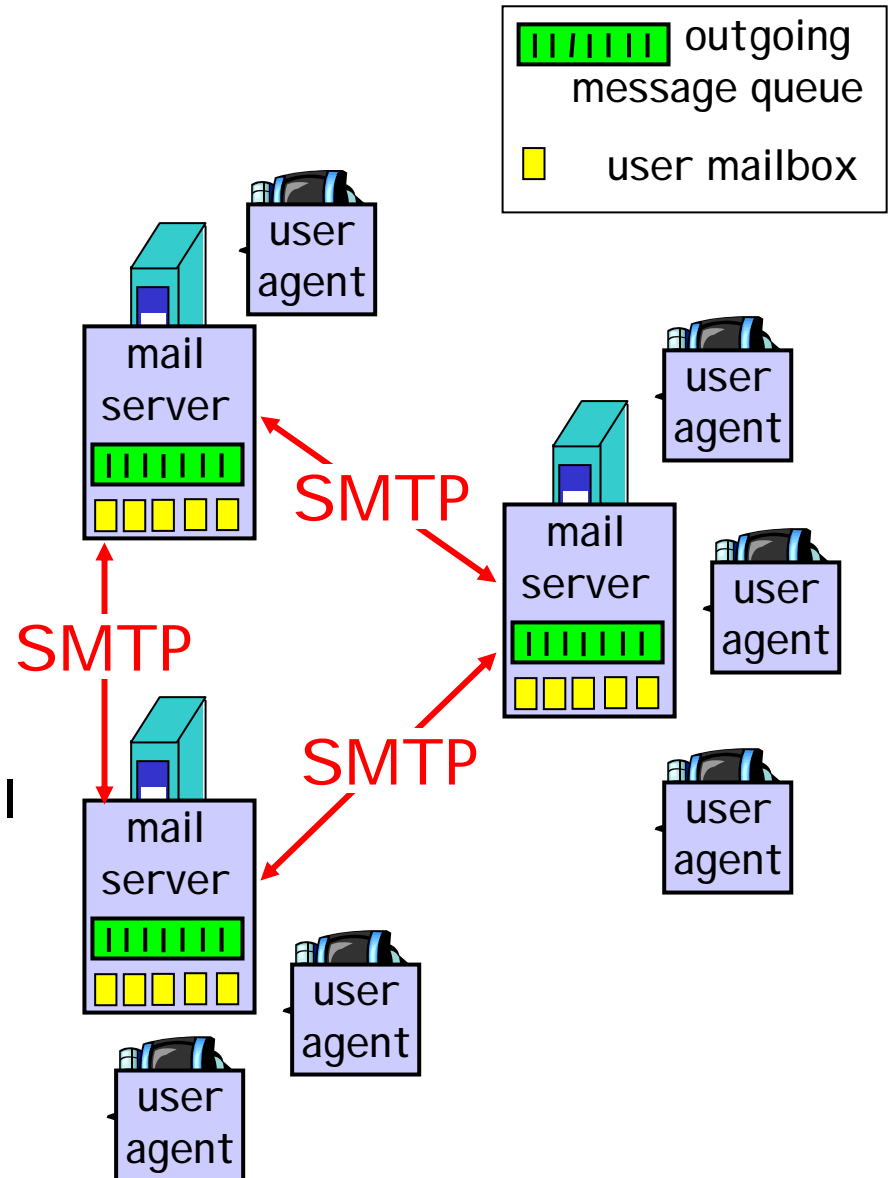 outgoing
message queue
user mailbox
user
agent
mail
server
user
agent
SMTP
mail
server
user
agent
SMTP
SMTP
mail
server
user
agent
user
agent
user
agent
l